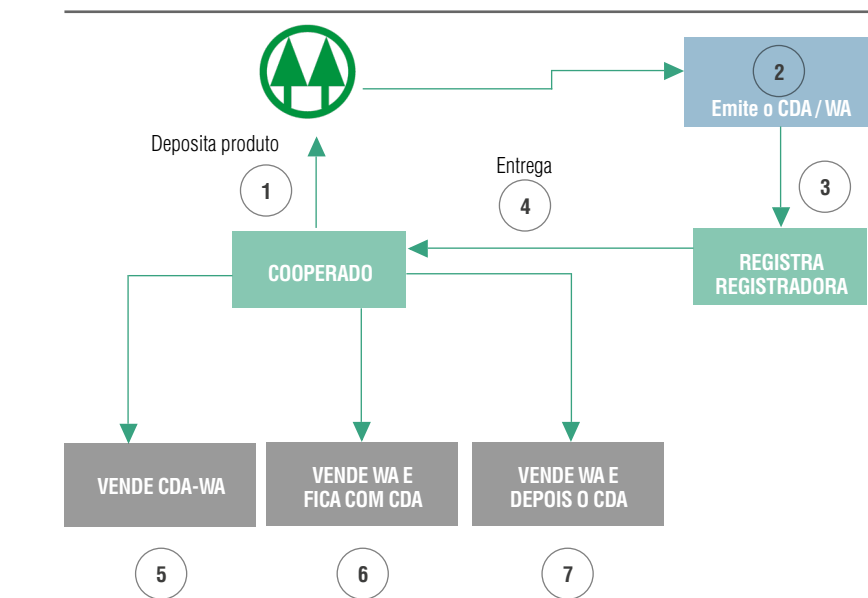 2
Emite o CDA / WA
Deposita produto
1
Entrega
4
3
COOPERADO
REGISTRA
REGISTRADORA
VENDE CDA-WA
VENDE WA E
FICA COM CDA
VENDE WA E
DEPOIS O CDA
5
6
7